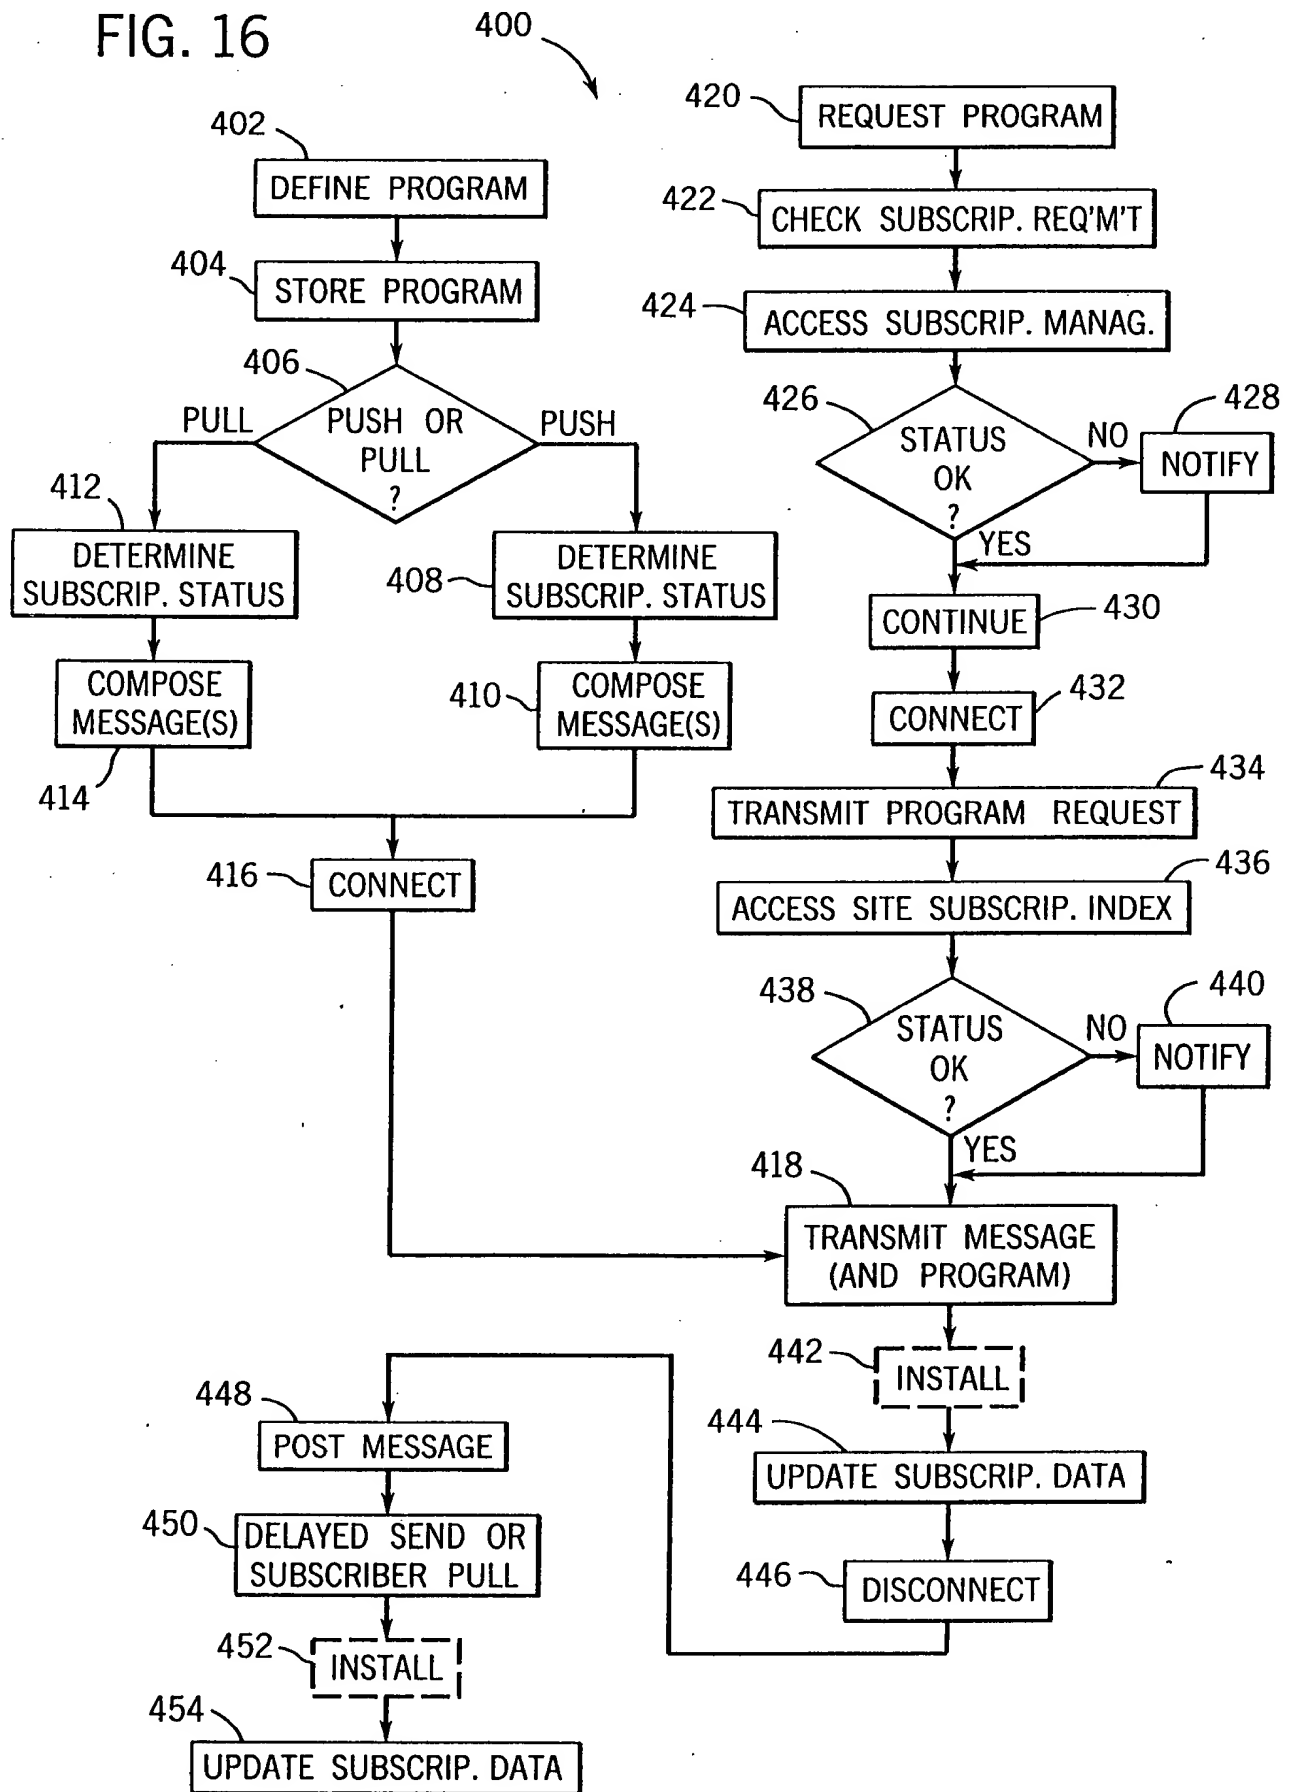 FIG. 16
400
402
DEFINE PROGRAM
404
STORE PROGRAM
406
PUSH OR
PULL
?
PULL
PUSH
412
DETERMINE
SUBSCRIP. STATUS
408
DETERMINE
SUBSCRIP. STATUS
COMPOSE
MESSAGE(S)
414
410
COMPOSE
MESSAGE(S)
416
CONNECT
420
REQUEST PROGRAM
422
CHECK SUBSCRIP. REQ'M'T
424
ACCESS SUBSCRIP. MANAG.
426
STATUS
OK
?
NO
428
NOTIFY
YES
CONTINUE
430
CONNECT
432
434
TRANSMIT PROGRAM REQUEST
436
ACCESS SITE SUBSCRIP. INDEX
438
STATUS
OK
?
NO
440
NOTIFY
YES
418
TRANSMIT MESSAGE
(AND PROGRAM)
442
INSTALL
444
UPDATE SUBSCRIP. DATA
446
DISCONNECT
448
POST MESSAGE
450
DELAYED SEND OR
SUBSCRIBER PULL
452
INSTALL
454
UPDATE SUBSCRIP. DATA